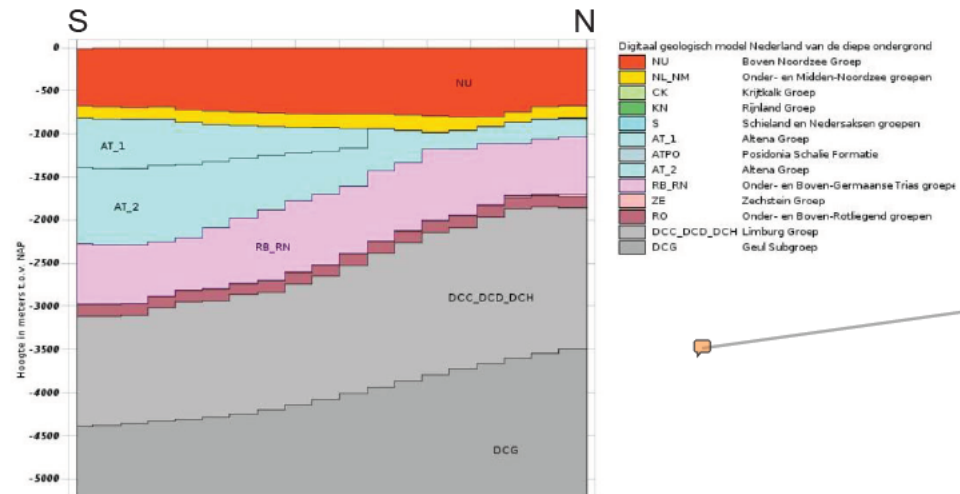 S
N
0
-500
-1000
-1500
-2000
-2500
-3000
-3500
-4000
-4500
-5000
Hoogte in meters t.o.v. NAP
NU
AT_1
AT_2
RB_RN
DCC_DCD_DCH
DCG
Digitaal geologisch model Nederland van de diepe ondergrond
NU Boven Noordzee Groep
NL_NM Onder- en Midden-Noordzee groepen
CK Krijtkalk Groep
KN Rijnland Groep
S Schieland en Nedersaksen groepen
AT_1 Altena Groep
ATPO Posidonia Schalie Formatie
AT_2 Altena Groep
RB_RN Onder- en Boven-Germaanse Trias groepe
ZE Zechstein Groep
RO Onder- en Boven-Rotliegend groepen
DCC_DCD_DCH Limburg Groep
DCG Geul Subgroep